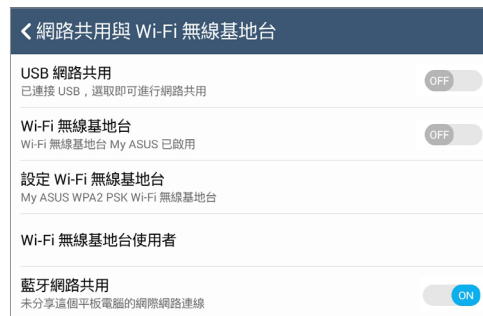 網路共用與 Wi-Fi 無線基地台
USB 網路共用
OFF
已連接 USB，選取即可進行網路共用
Wi-Fi 無線基地台
OFF
Wi-Fi 無線基地台 My ASUS 已啟用
設定 Wi-Fi 無線基地台
My ASUS WPA2 PSK Wi-Fi 無線基地台
Wi-Fi 無線基地台使用者
藍牙網路共用
ON
未分享這個平板電腦的網際網路連線